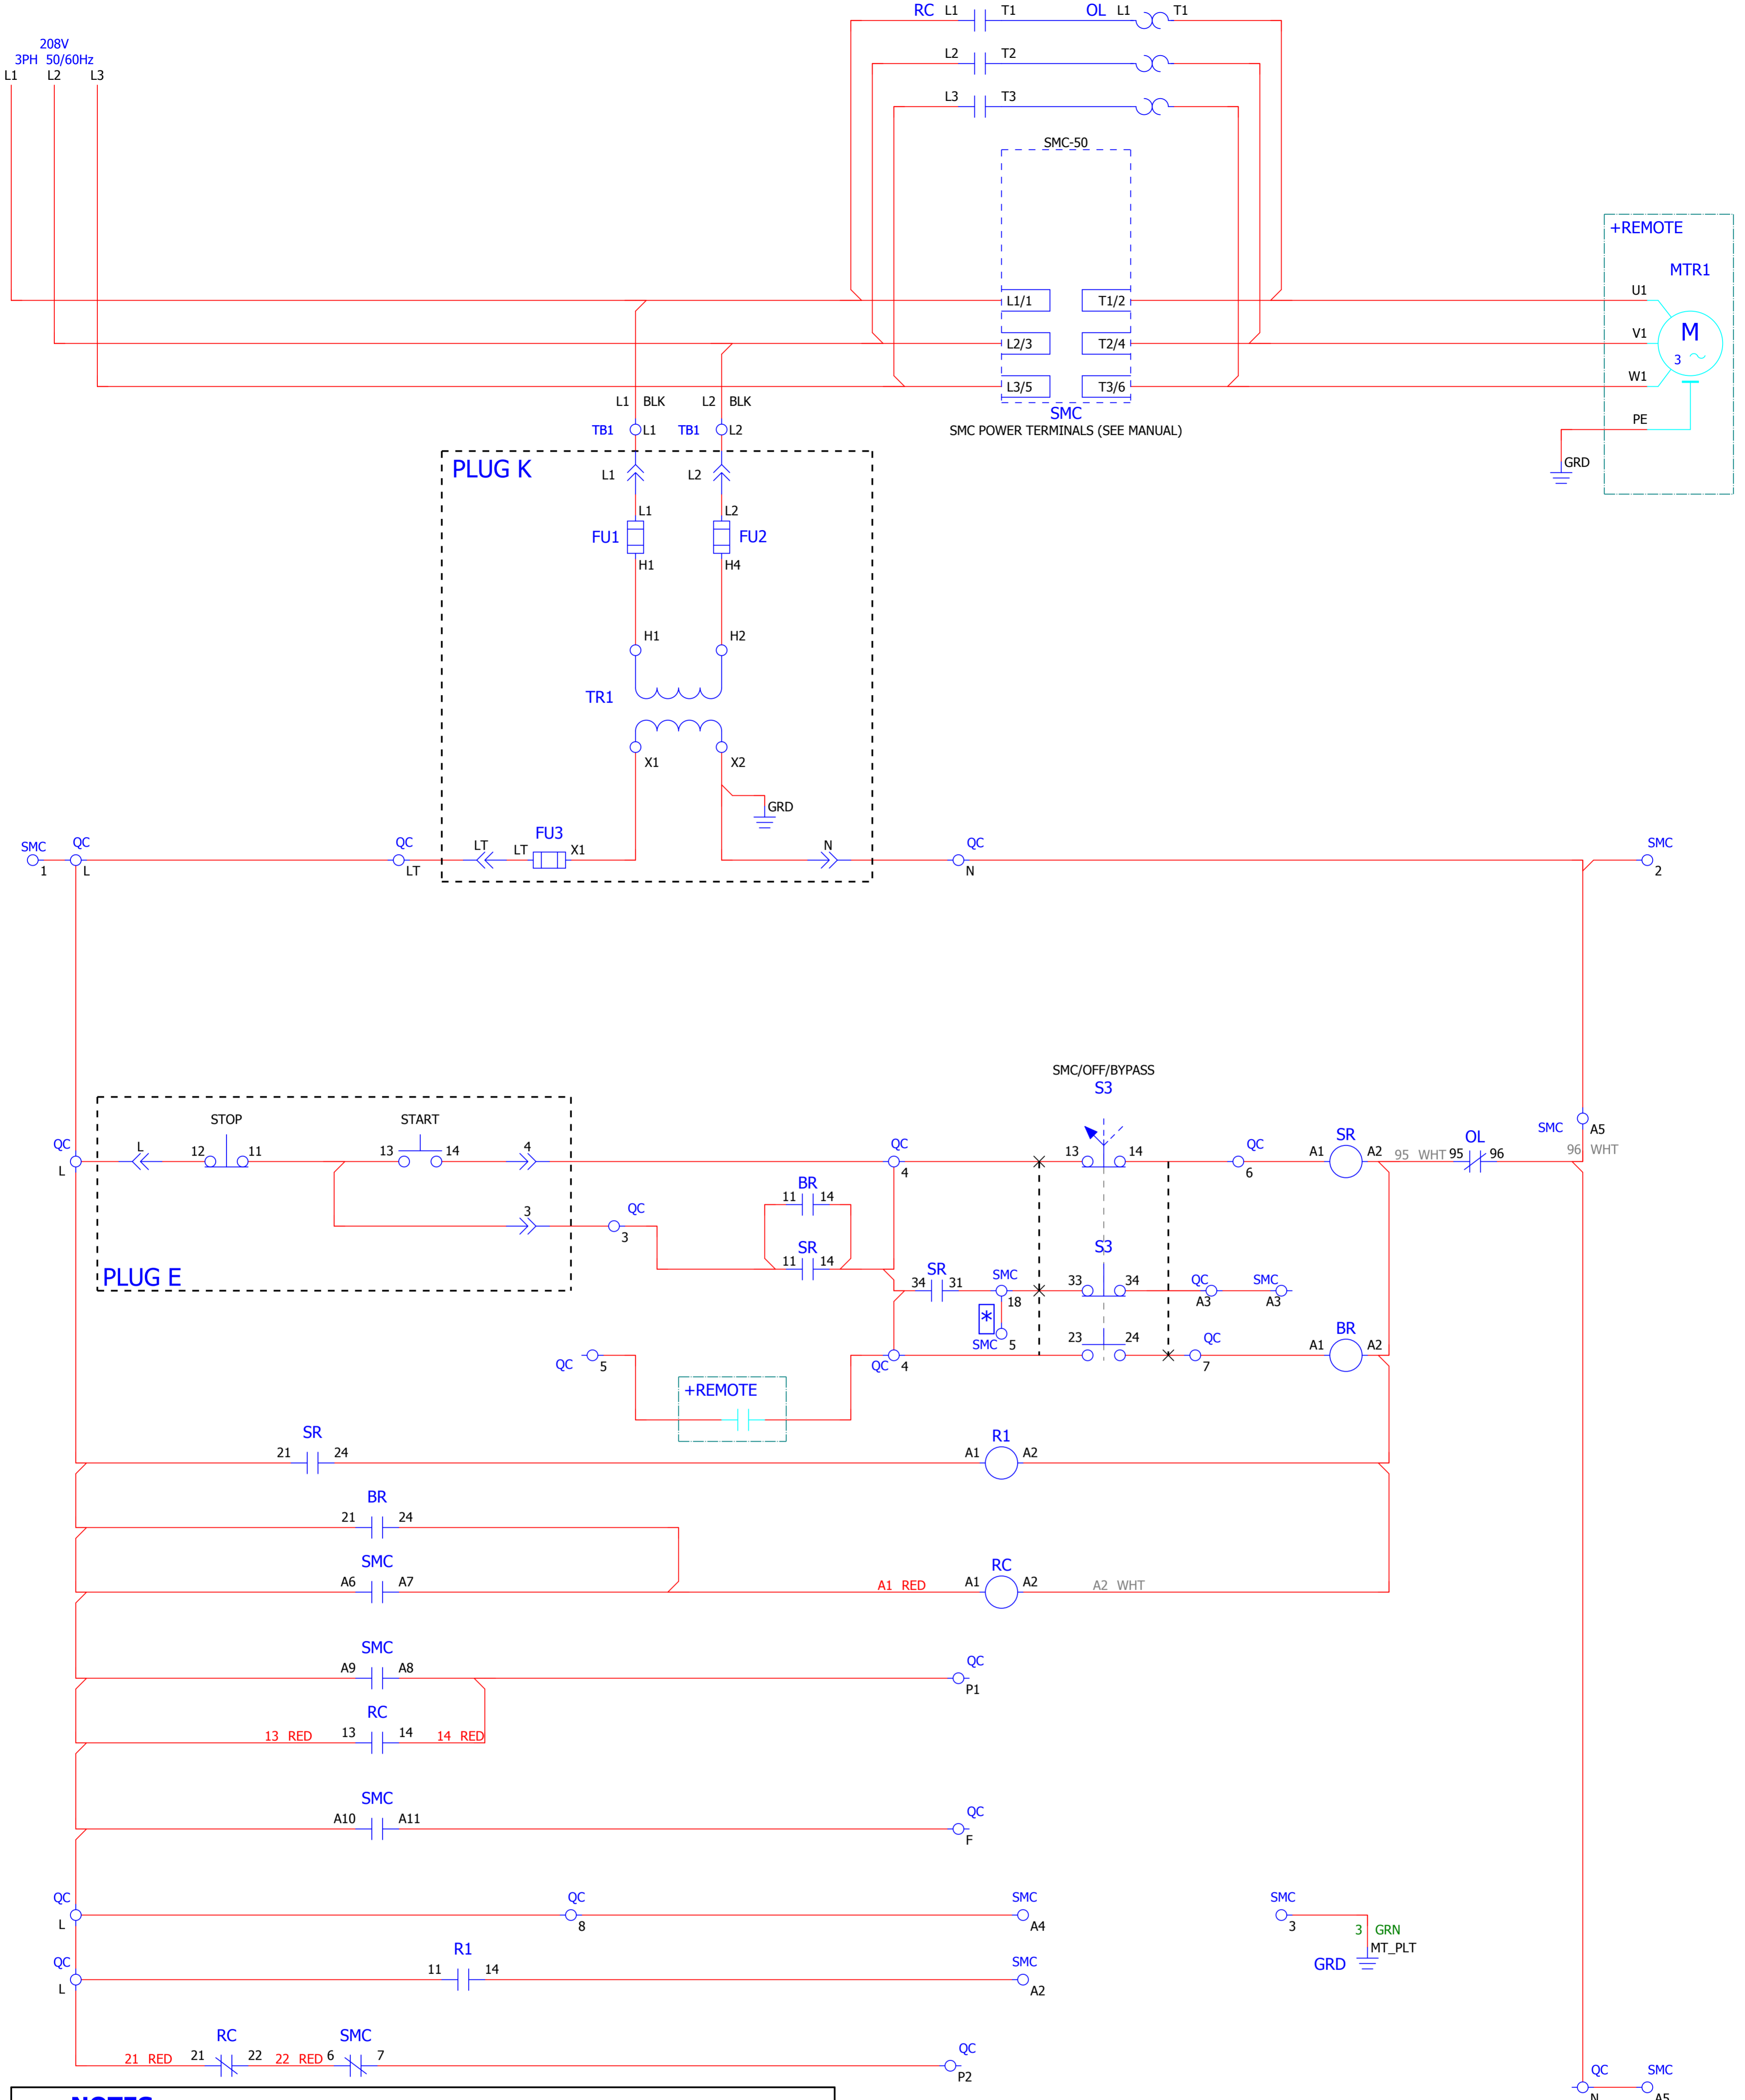 RC L1 T1 OL L1 T1
208V
3PH 50/60Hz
L1 L2 L3
L2 T2
L3 T3
SMC-50
+REMOTE
MTR1
L1/1 T1/2 U1
M
3
L2/3 T2/4 V1
L3/5 T3/6 W1
L1 BLK L2 BLK
SMC
SMC POWER TERMINALS (SEE MANUAL)
PE
TB1 L1 TB1 L2
GRD
PLUG K
L1 L2
L1 L2
FU1 FU2
H1 H4
H1 H2
TR1
X1 X2
GRD
SMC QC QC FU3 QC SMC
LT LT X1 N
1 L LT N 2
SMC/OFF/BYPASS
S3
STOP START
SMC A5
QC L 12 11 13 14 4 QC 13 14 QC SR OL
A1 A2 95 WHT 95 96 96 WHT
L 4 6
BR
11 14
3 QC
3
SR S3
11 14
PLUG E
SR SMC QC SMC
34 31 33 34
18 A3 A3
*
SMC 5 23 24 QC BR
A1 A2
QC 5 QC 4 7
+REMOTE
SR R1
21 24 A1 A2
BR
21 24
SMC RC
A6 A7 A1 RED A1 A2 A2 WHT
SMC QC
A9 A8
P1
RC
13 RED 13 14 14 RED
SMC QC
A10 A11
F
QC QC SMC SMC
L 8 A4 3
3 GRN
MT_PLT
GRD
QC R1 SMC
11 14
L A2
RC SMC QC
21 RED 21 22 22 RED 6 7
P2
QC SMC
NOTES
N A5